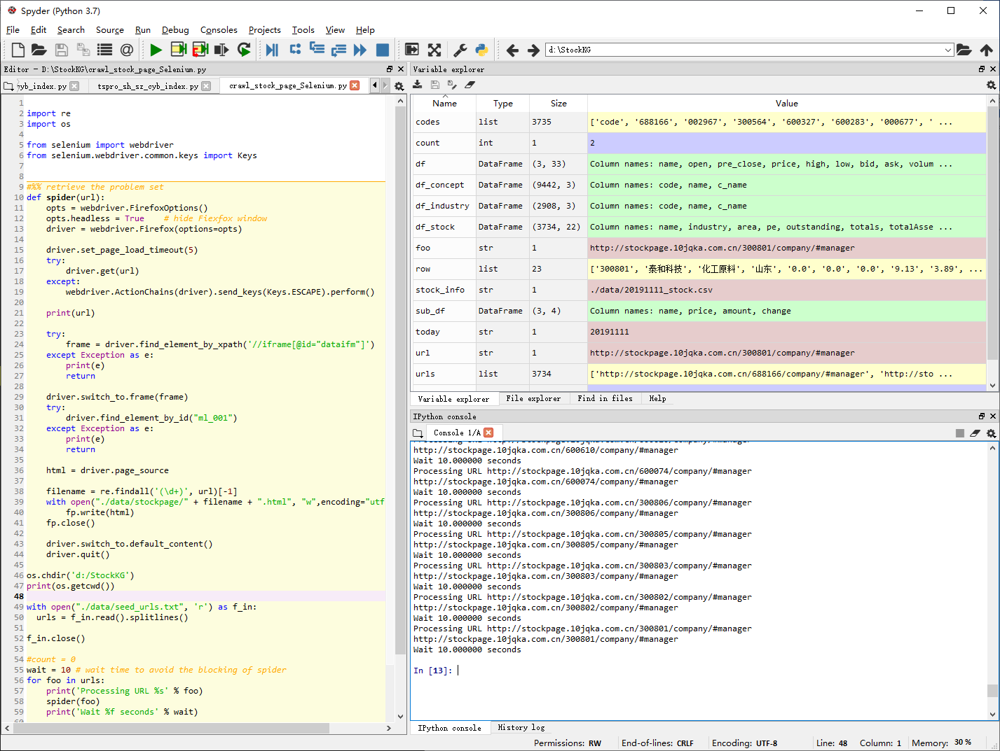 Spyder (Python 3.7)
File Edit Search Source Run Debug Consoles Projects Tools View Help
d:\StockKG
Editor - D:\StockKG\crawl_stock_page_Selenium.py
yb_index.py tspro_sh_sz_cyb_index.py crawl_stock_page_Selenium.py
1
2 import re
3 import os
4
5 from selenium import webdriver
6 from selenium.webdriver.common.keys import Keys
7
8
9 #%% retrieve the problem set
10 def spider(url):
11 opts = webdriver.FirefoxOptions()
12 opts.headless = True # hide Fiexfox window
13 driver = webdriver.Firefox(options=opts)
14
15 driver.set_page_load_timeout(5)
16 try:
17 driver.get(url)
18 except:
19 webdriver.ActionChains(driver).send_keys(Keys.ESCAPE).perform()
20
21 print(url)
22
23 try:
24 frame = driver.find_element_by_xpath('//iframe[@id="dataifm"]')
25 except Exception as e:
26 print(e)
27 return
28
29 driver.switch_to.frame(frame)
30 try:
31 driver.find_element_by_id("ml_001")
32 except Exception as e:
33 print(e)
34 return
35
36 html = driver.page_source
37
38 filename = re.findall('(\d+)', url)[-1]
39 with open("./data/stockpage/" + filename + ".html", "w",encoding="utf
40 fp.write(html)
41 fp.close()
42
43 driver.switch_to.default_content()
44 driver.quit()
45
46 os.chdir('d:/StockKG')
47 print(os.getcwd())
48
49 with open("./data/seed_urls.txt", 'r') as f_in:
50 urls = f_in.read().splitlines()
51
52 f_in.close()
53
54 #count = 0
55 wait = 10 # wait time to avoid the blocking of spider
56 for foo in urls:
57 print('Processing URL %s' % foo)
58 spider(foo)
59 print('Wait %f seconds' % wait)
Variable explorer
Name Type Size Value
codes list 3735 ['code', '688166', '002967', '300564', '600327', '600283', '000677', ' ...
count int 1 2
df DataFrame (3, 33) Column names: name, open, pre_close, price, high, low, bid, ask, volum ...
df_concept DataFrame (9442, 3) Column names: code, name, c_name
df_industry DataFrame (2908, 3) Column names: code, name, c_name
df_stock DataFrame (3734, 22) Column names: name, industry, area, pe, outstanding, totals, totalAsse ...
foo str 1 http://stockpage.10jqka.com.cn/300801/company/#manager
row list 23 ['300801', '泰和科技', '化工原料', '山东', '0.0', '0.0', '0.0', '9.13', '3.89', ...
stock_info str 1 ./data/20191111_stock.csv
sub_df DataFrame (3, 4) Column names: name, price, amount, change
today str 1 20191111
url str 1 http://stockpage.10jqka.com.cn/300801/company/#manager
urls list 3734 ['http://stockpage.10jqka.com.cn/688166/company/#manager', 'http://sto ...
Variable explorer File explorer Find in files Help
IPython console
Console 1/A
http://stockpage.10jqka.com.cn/600610/company/#manager
Wait 10.000000 seconds
Processing URL http://stockpage.10jqka.com.cn/600074/company/#manager
http://stockpage.10jqka.com.cn/600074/company/#manager
Wait 10.000000 seconds
Processing URL http://stockpage.10jqka.com.cn/300806/company/#manager
http://stockpage.10jqka.com.cn/300806/company/#manager
Wait 10.000000 seconds
Processing URL http://stockpage.10jqka.com.cn/300805/company/#manager
http://stockpage.10jqka.com.cn/300805/company/#manager
Wait 10.000000 seconds
Processing URL http://stockpage.10jqka.com.cn/300803/company/#manager
http://stockpage.10jqka.com.cn/300803/company/#manager
Wait 10.000000 seconds
Processing URL http://stockpage.10jqka.com.cn/300802/company/#manager
http://stockpage.10jqka.com.cn/300802/company/#manager
Wait 10.000000 seconds
Processing URL http://stockpage.10jqka.com.cn/300801/company/#manager
http://stockpage.10jqka.com.cn/300801/company/#manager
Wait 10.000000 seconds
In [13]:
IPython console History log
Permissions: RW End-of-lines: CRLF Encoding: UTF-8 Line: 48 Column: 1 Memory: 30 %